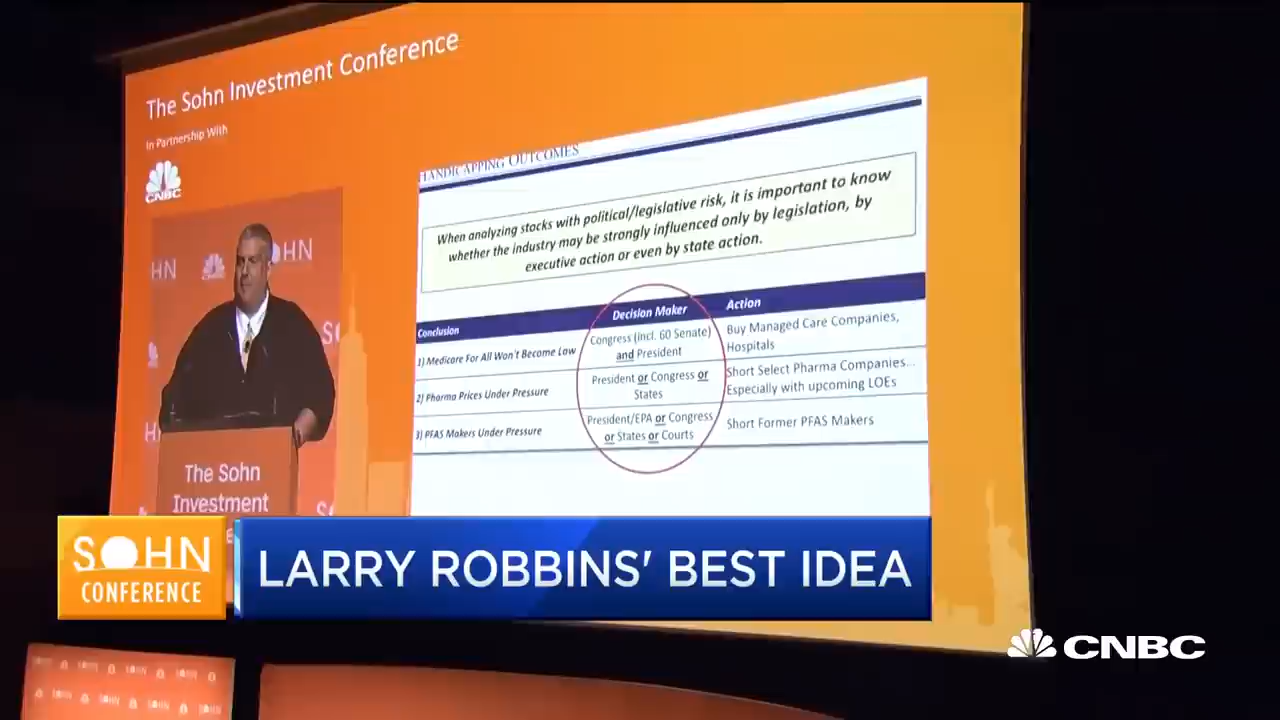 The Sohn Investment Conference
In Partnership With
CNBC
HANDICAPPING OUTCOMES
When analyzing stocks with political/legislative risk, it is important to know
whether the industry may be strongly influenced only by legislation, by
executive action or even by state action.
Conclusion
Decision Maker
Action
1) Medicare For All Won't Become Law
Congress (incl. 60 Senate)
and President
Buy Managed Care Companies,
Hospitals
2) Pharma Prices Under Pressure
President or Congress or
States
Short Select Pharma Companies...
Especially with upcoming LOEs
3) PFAS Makers Under Pressure
President/EPA or Congress
or States or Courts
Short Former PFAS Makers
HN
OHN
The Sohn
Investment
SOHN
CONFERENCE
LARRY ROBBINS' BEST IDEA
CNBC